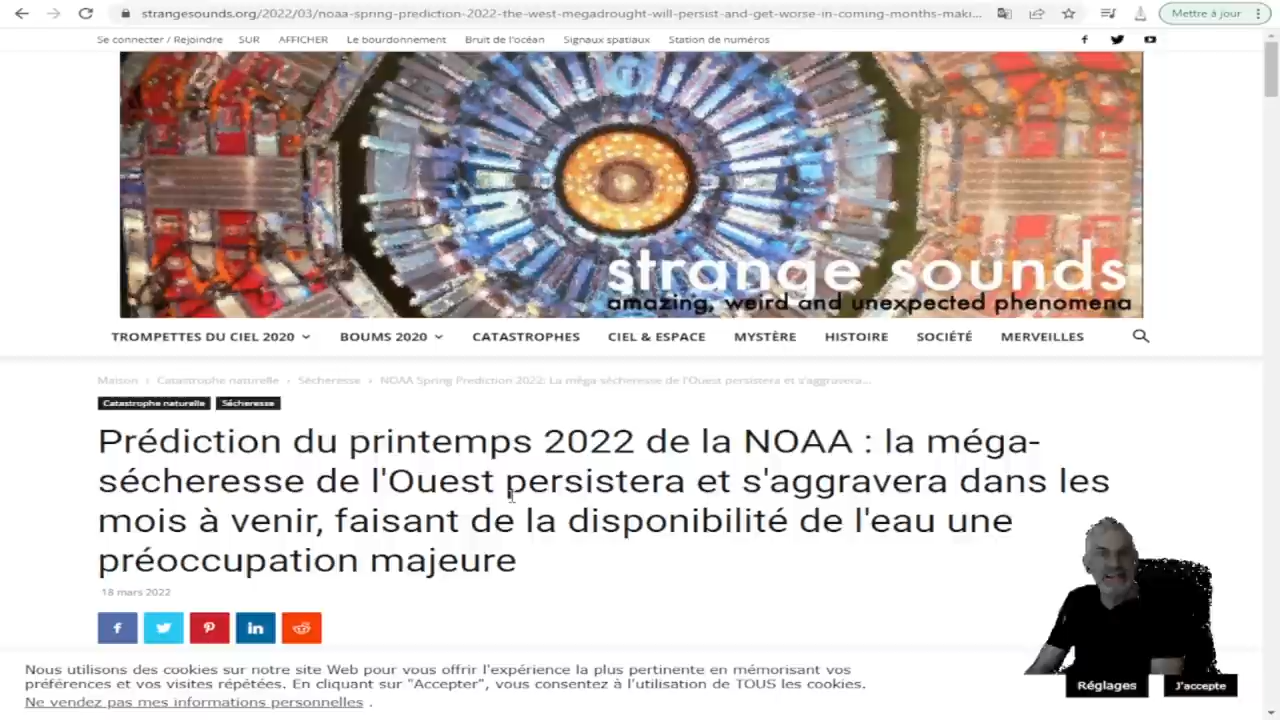 strangesounds.org/2022/03/noaa-spring-prediction-2022-the-west-megadrought-will-persist-and-get-worse-in-coming-months-maki...
Mettre à jour
Se connecter / Rejoindre SUR AFFICHER Le bourdonnement Bruit de l'océan Signaux spatiaux Station de numéros
strange sounds
amazing, weird and unexpected phenomena
TROMPETTES DU CIEL 2020 BOUMS 2020 CATASTROPHES CIEL & ESPACE MYSTÈRE HISTOIRE SOCIÉTÉ MERVEILLES
Maison › Catastrophe naturelle › Sécheresse › NOAA Spring Prediction 2022: La méga-sécheresse de l'Ouest persistera et s'aggravera...
Catastrophe naturelle Sécheresse
Prédiction du printemps 2022 de la NOAA : la méga-
sécheresse de l'Ouest persistera et s'aggravera dans les
mois à venir, faisant de la disponibilité de l'eau une
préoccupation majeure
18 mars 2022
Nous utilisons des cookies sur notre site Web pour vous offrir l'expérience la plus pertinente en mémorisant vos
préférences et vos visites répétées. En cliquant sur "Accepter", vous consentez à l'utilisation de TOUS les cookies.
Ne vendez pas mes informations personnelles .
Réglages J'accepte